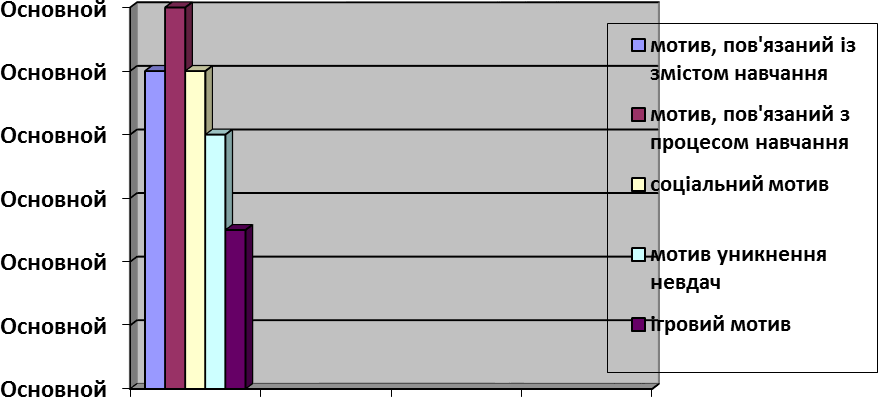 Основной
Основной
Основной
Основной
Основной
Основной
Основной
мотив, пов'язаний із
змістом навчання
мотив, пов'язаний з
процесом навчання
соціальний мотив
мотив уникнення
невдач
ігровий мотив